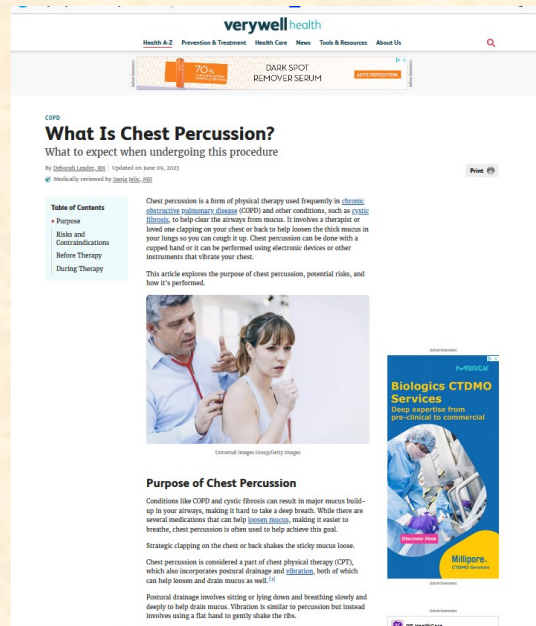 verywell health
Health A-Z Prevention & Treatment Health Care News Tools & Resources About Us
70%
DARK SPOT
REMOVER SERUM
COPD
What Is Chest Percussion?
What to expect when undergoing this procedure
By Deborah Leader, RN | Updated on June 09, 2023
Print
Medically reviewed by Sanja Jelic, MD
Table of Contents
Purpose
Risks and
Contraindications
Before Therapy
During Therapy
Chest percussion is a form of physical therapy used frequently in chronic
obstructive pulmonary disease (COPD) and other conditions, such as cystic
fibrosis, to help clear the airways from mucus. It involves a therapist or
loved one clapping on your chest or back to help loosen the thick mucus in
your lungs so you can cough it up. Chest percussion can be done with a
cupped hand or it can be performed using electronic devices or other
instruments that vibrate your chest.
This article explores the purpose of chest percussion, potential risks, and
how it's performed.
Universal Images Group/Getty Images
Advertisement
MERCK
Biologics CTDMO
Services
Deep expertise from
pre-clinical to commercial
Discover Now
Millipore.
CTDMO Services
Advertisement
Purpose of Chest Percussion
Conditions like COPD and cystic fibrosis can result in major mucus build-
up in your airways, making it hard to take a deep breath. While there are
several medications that can help loosen mucus, making it easier to
breathe, chest percussion is often used to help achieve this goal.
Strategic clapping on the chest or back shakes the sticky mucus loose.
Chest percussion is considered a part of chest physical therapy (CPT),
which also incorporates postural drainage and vibration, both of which
can help loosen and drain mucus as well.[1]
Postural drainage involves sitting or lying down and breathing slowly and
deeply to help drain mucus. Vibration is similar to percussion but instead
involves using a flat hand to gently shake the ribs.
Advertisement
GE HealthCare